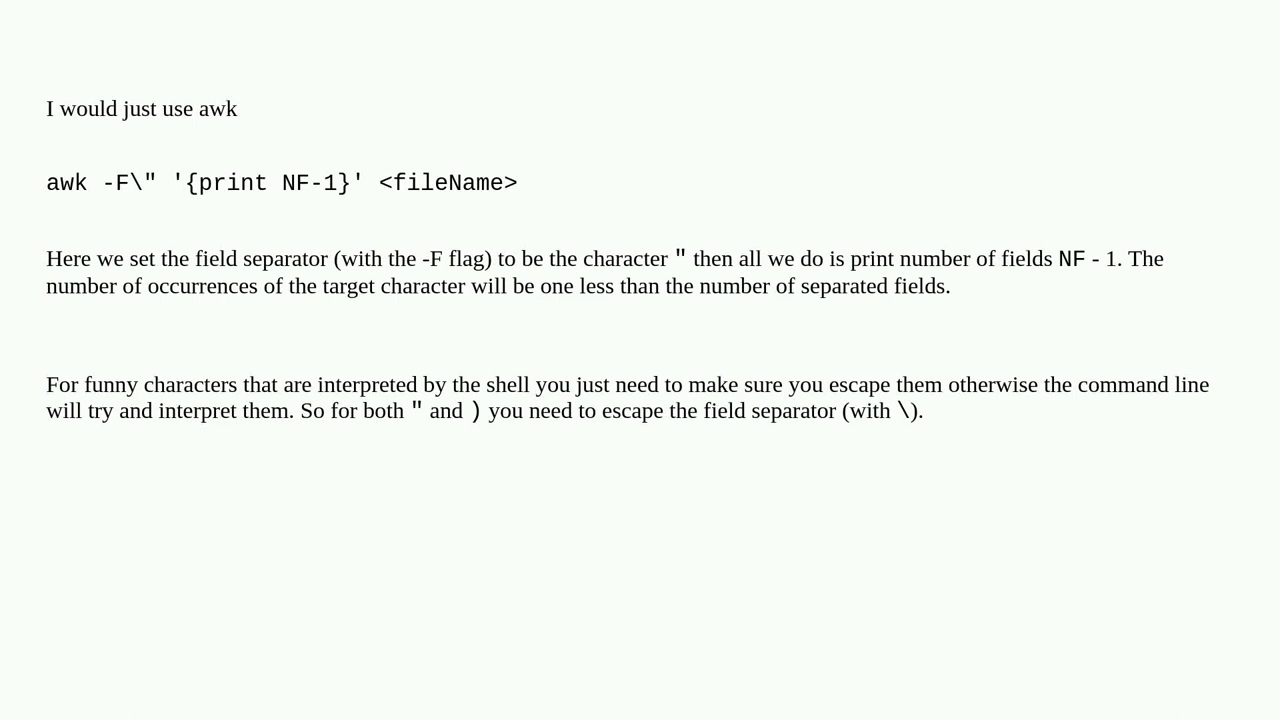 I would just use awk
awk -F\" '{print NF-1}' <fileName>
Here we set the field separator (with the -F flag) to be the character " then all we do is print number of fields NF - 1. The
number of occurrences of the target character will be one less than the number of separated fields.
For funny characters that are interpreted by the shell you just need to make sure you escape them otherwise the command line
will try and interpret them. So for both " and ) you need to escape the field separator (with \).